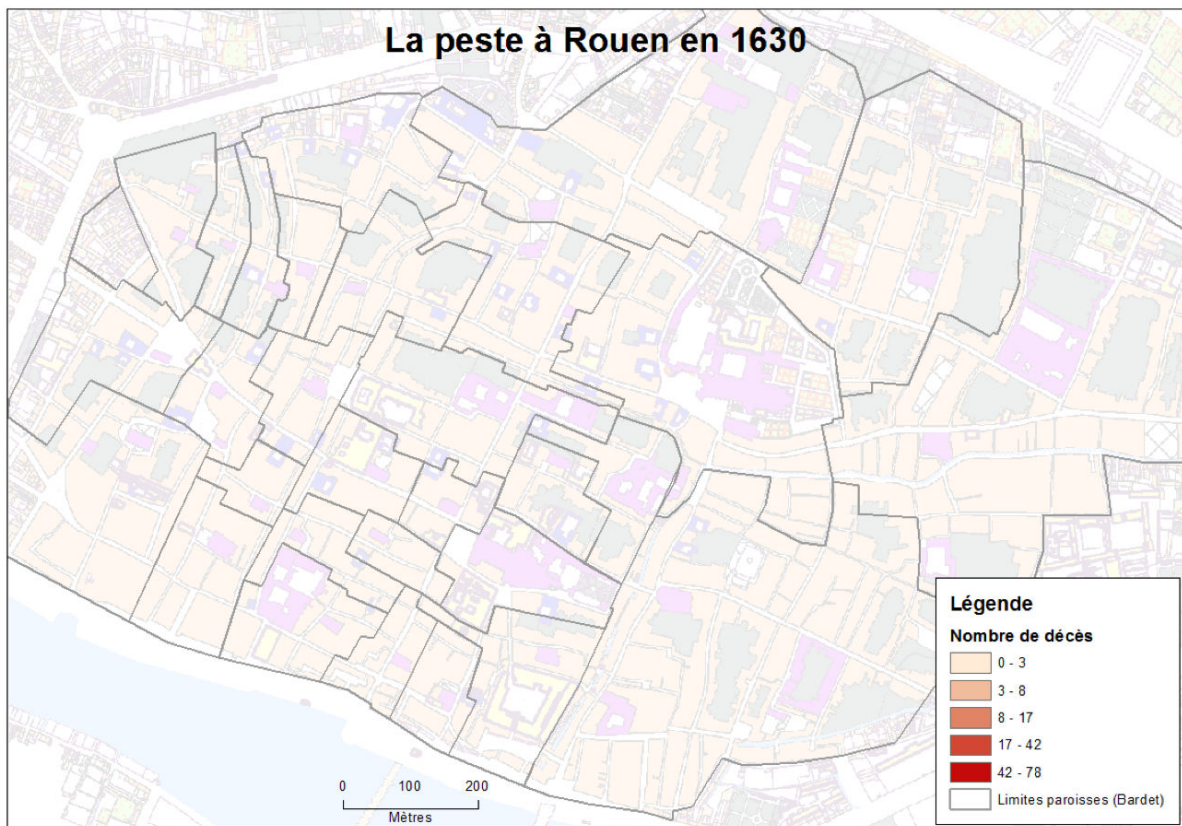 La peste à Rouen en 1630
Légende
Nombre de décès
0 - 3
3 - 8
8 - 17
17 - 42
42 - 78
Limites paroisses (Bardet)
0 100 200
Mètres